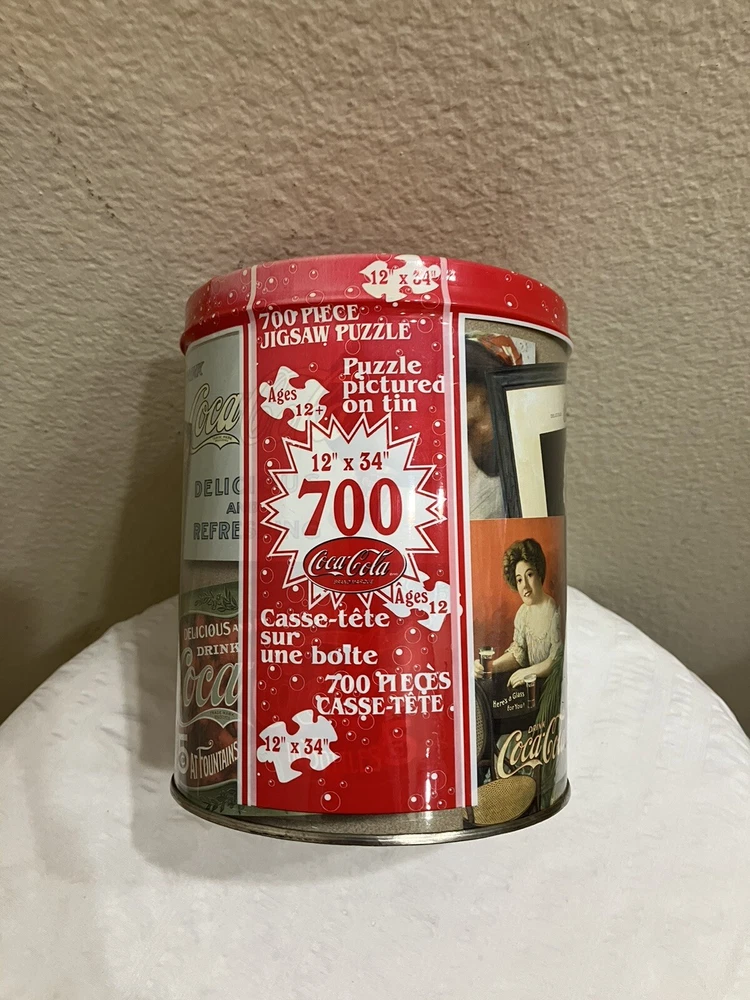 12" x 34"
700 PIECE
JIGSAW PUZZLE
Puzzle
pictured
on tin
Ages
12+
12" x 34"
700
Coca-Cola
Âges
12
Casse-tête
sur
une boîte
700 PIECÈS
CASSE-TÊTE
12" x 34"
Coca
DELIC
A
REFRE
DELICIOUS A
DRINK
Coca
AT FOUNTAINS
Here's a Glass
for You!
DRINK
Coca-Co